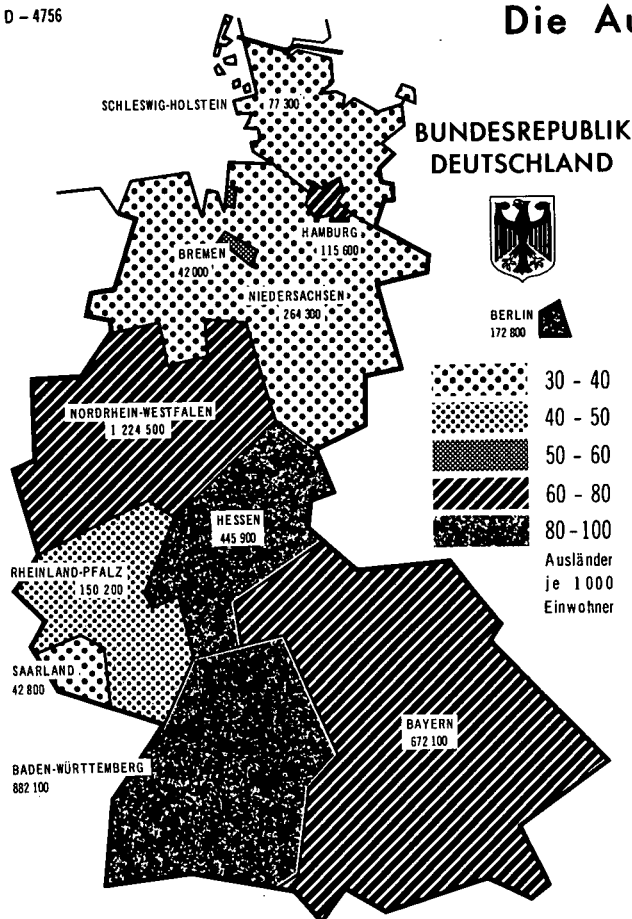 D – 4756
Die Au
BUNDESREPUBLIK
DEUTSCHLAND
SCHLESWIG-HOLSTEIN
77 300
HAMBURG
115 600
BREMEN
42 000
NIEDERSACHSEN
264 300
BERLIN
172 800
30 - 40
40 - 50
50 - 60
60 - 80
80 - 100
Ausländer
je 1000
Einwohner
NORDRHEIN-WESTFALEN
1 224 500
HESSEN
445 900
RHEINLAND-PFALZ
150 200
SAARLAND
42 800
BAYERN
672 100
BADEN-WÜRTTEMBERG
882 100